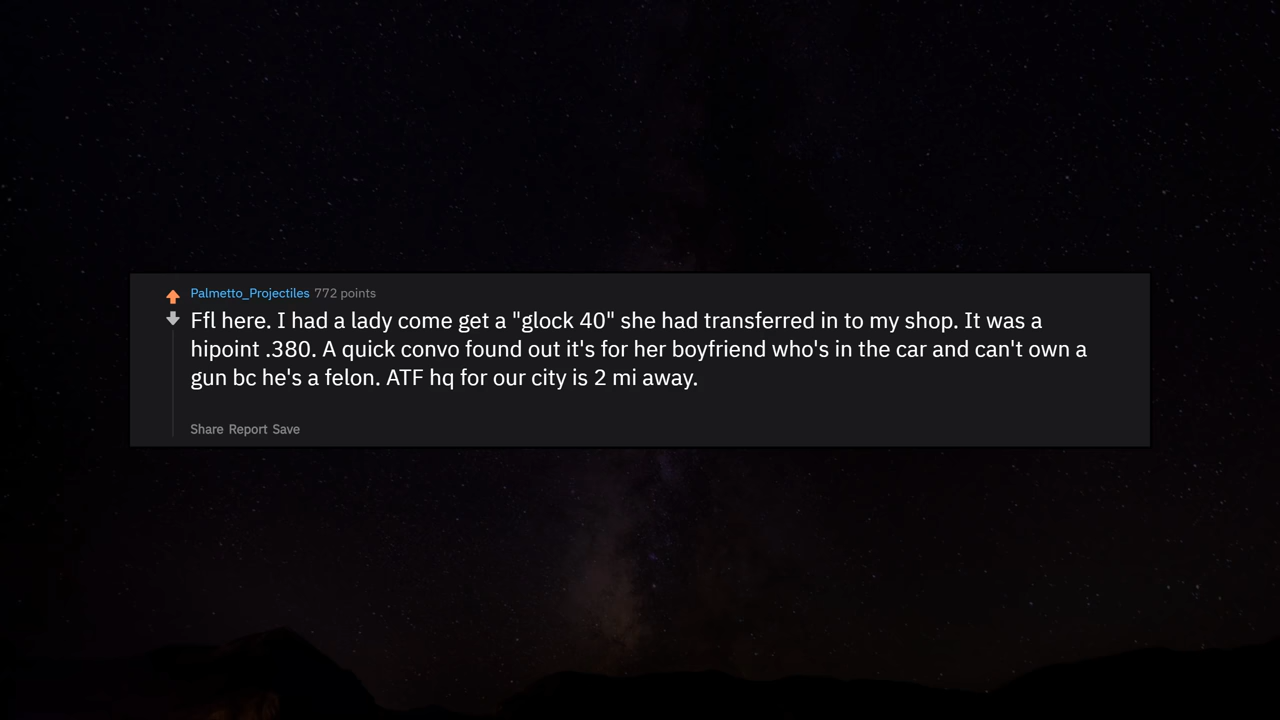 Palmetto_Projectiles 772 points
Ffl here. I had a lady come get a "glock 40" she had transferred in to my shop. It was a
hipoint .380. A quick convo found out it's for her boyfriend who's in the car and can't own a
gun bc he's a felon. ATF hq for our city is 2 mi away.
Share Report Save